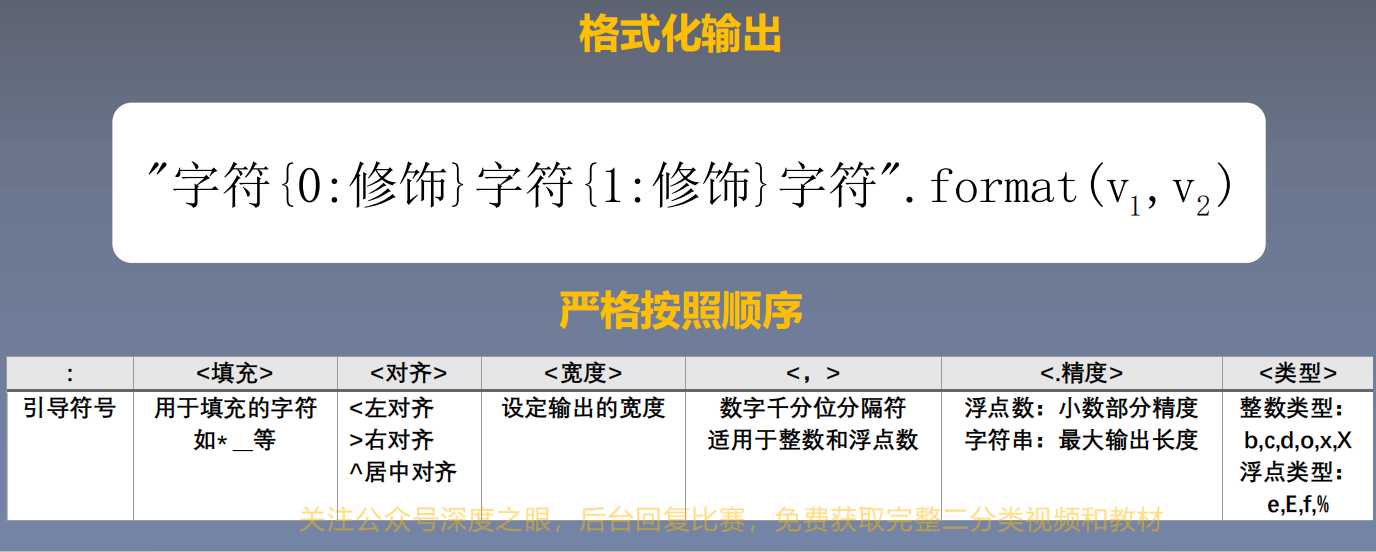 格式化输出
"字符{0:修饰}字符{1:修饰}字符".format(v1,v2)
严格按照顺序
: <填充> <对齐> <宽度> <，> <.精度> <类型>
引导符号 用于填充的字符 <左对齐 设定输出的宽度 数字千分位分隔符 浮点数：小数部分精度 整数类型：
如*__等 >右对齐 适用于整数和浮点数 字符串：最大输出长度 b,c,d,o,x,X
^居中对齐 浮点类型：
e,E,f,%
关注公众号深度之眼，后台回复比赛，免费获取完整二分类视频和教材